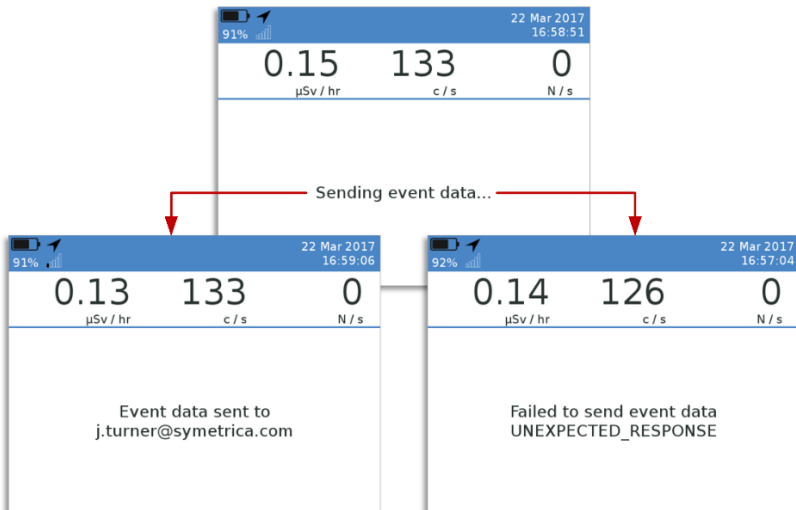 22 Mar 2017
91% 16:58:51
0.15 133 0
µSv / hr c / s N / s
Sending event data...
22 Mar 2017
91% 16:59:06
0.13 133 0
µSv / hr c / s N / s
Event data sent to
j.turner@symetrica.com
22 Mar 2017
92% 16:57:04
0.14 126 0
µSv / hr c / s N / s
Failed to send event data
UNEXPECTED_RESPONSE